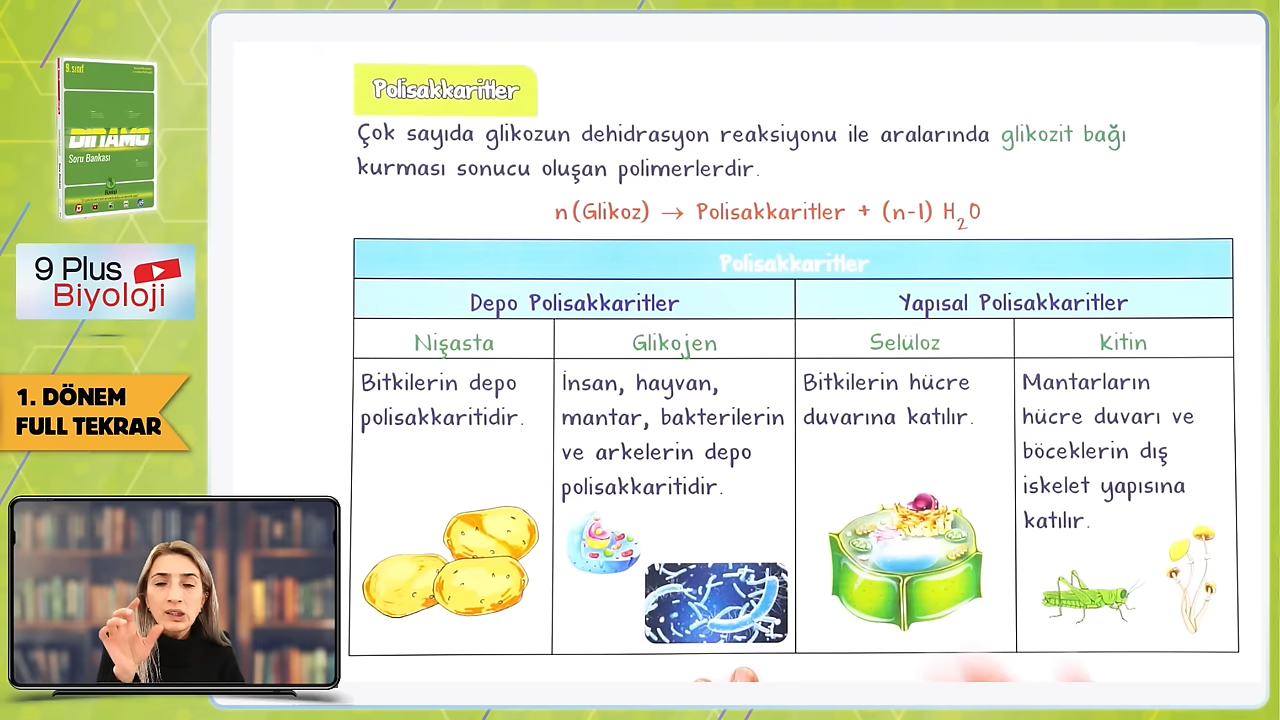 9. sınıf
DİNAMO
Soru Bankası
9 Plus
Biyoloji
1. DÖNEM
FULL TEKRAR
Polisakkaritler
Çok sayıda glikozun dehidrasyon reaksiyonu ile aralarında glikozit bağı
kurması sonucu oluşan polimerlerdir.
n(Glikoz) → Polisakkaritler + (n-1) H₂O
Polisakkaritler
Depo Polisakkaritler
Yapısal Polisakkaritler
Nişasta
Glikojen
Selüloz
Kitin
Bitkilerin depo
polisakkaritidir.
İnsan, hayvan,
mantar, bakterilerin
ve arkelerin depo
polisakkaritidir.
Bitkilerin hücre
duvarına katılır.
Mantarların
hücre duvarı ve
böceklerin dış
iskelet yapısına
katılır.